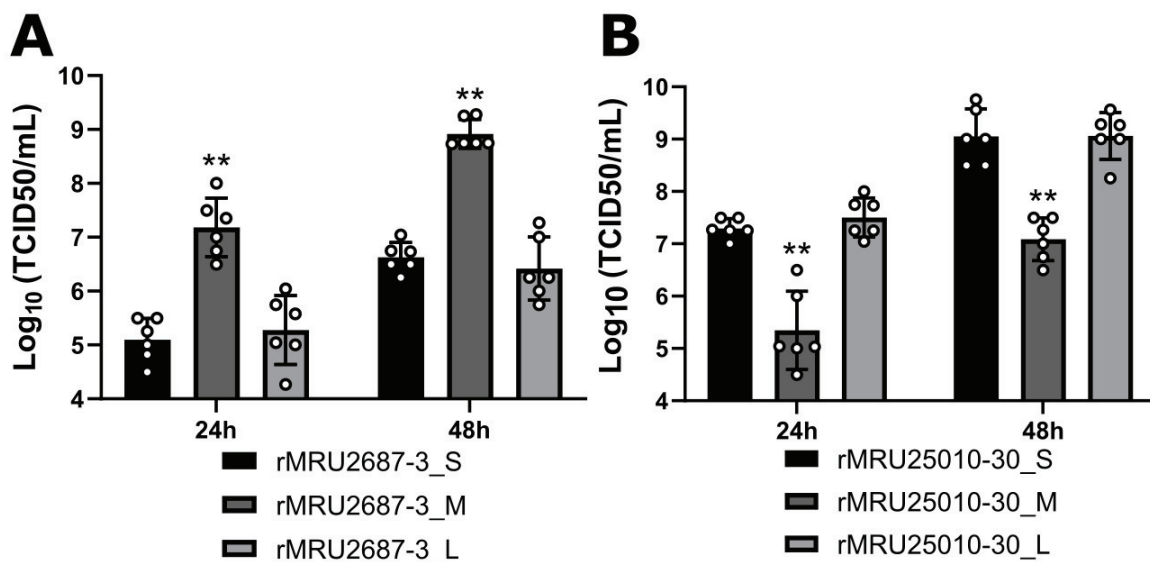 A
Log10 (TCID50/mL)
10
9
8
7
6
5
4
**
**
24h
48h
rMRU2687-3_S
rMRU2687-3_M
rMRU2687-3_L
B
Log10 (TCID50/mL)
10
9
8
7
6
5
4
**
**
24h
48h
rMRU25010-30_S
rMRU25010-30_M
rMRU25010-30_L